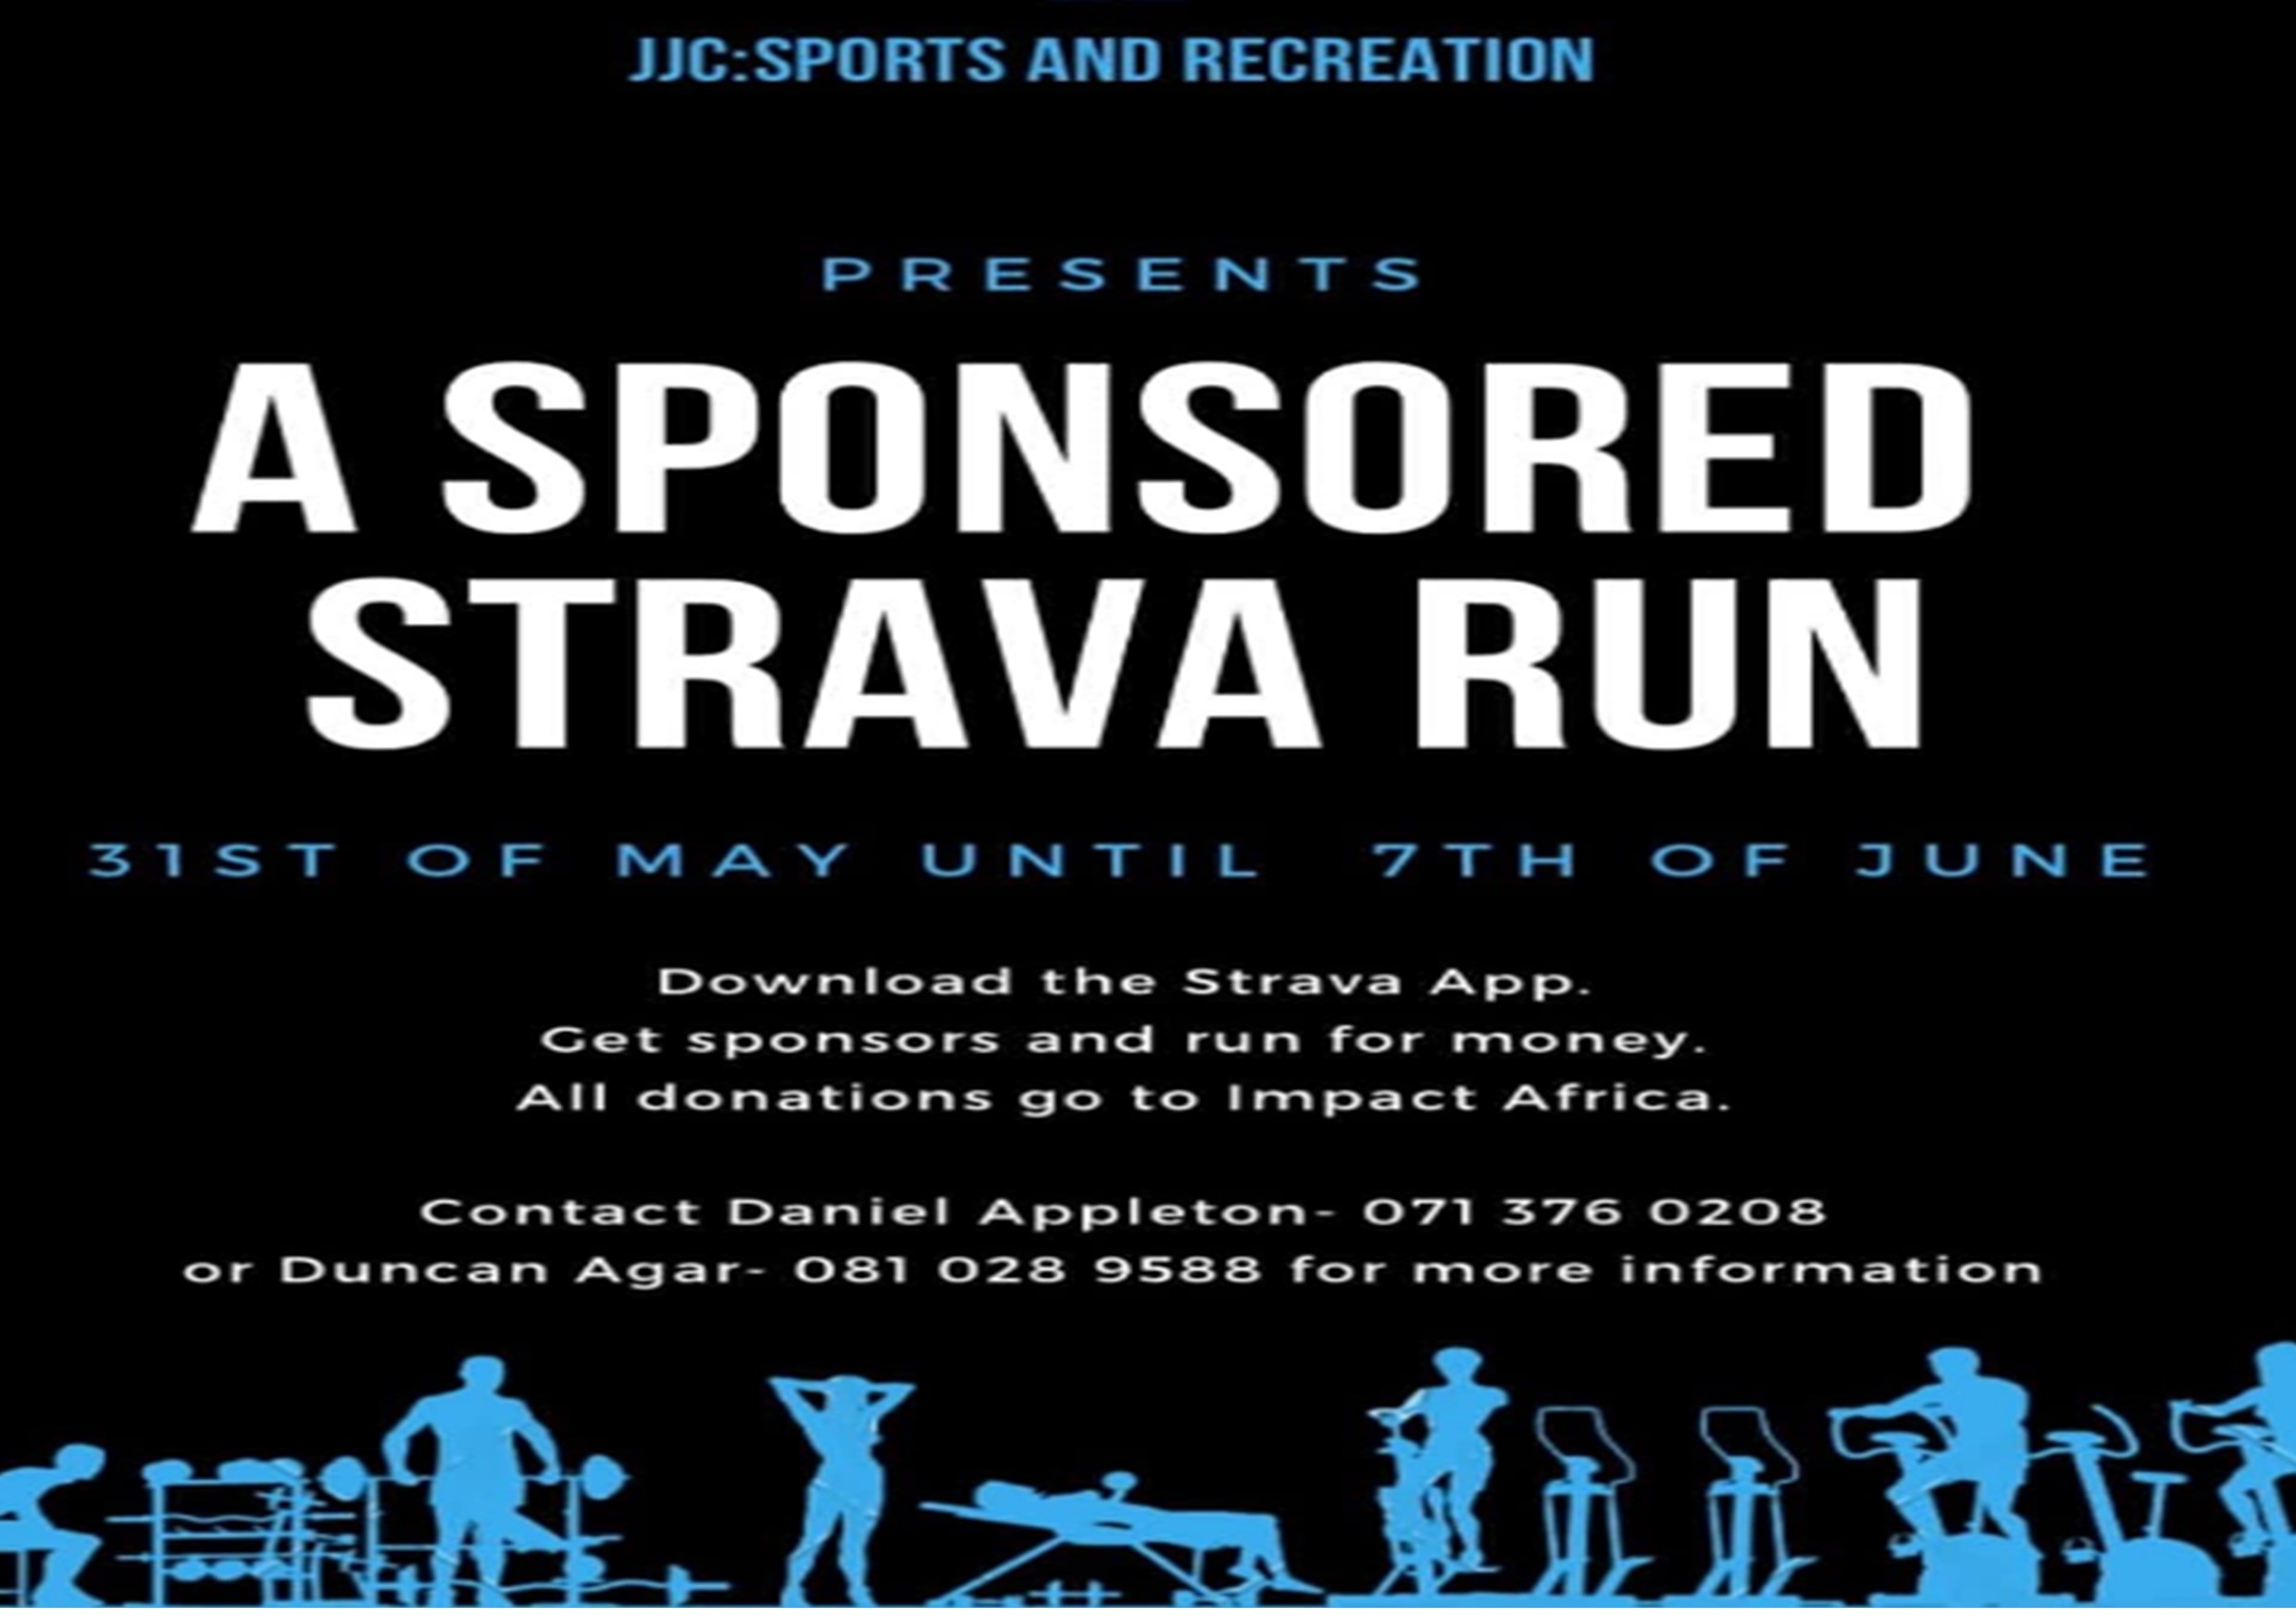 JJC:SPORTS AND RECREATION
PRESENTS
A SPONSORED
STRAVA RUN
31ST OF MAY UNTIL 7TH OF JUNE
Download the Strava App.
Get sponsors and run for money.
All donations go to Impact Africa.
Contact Daniel Appleton- 071 376 0208
or Duncan Agar- 081 028 9588 for more information